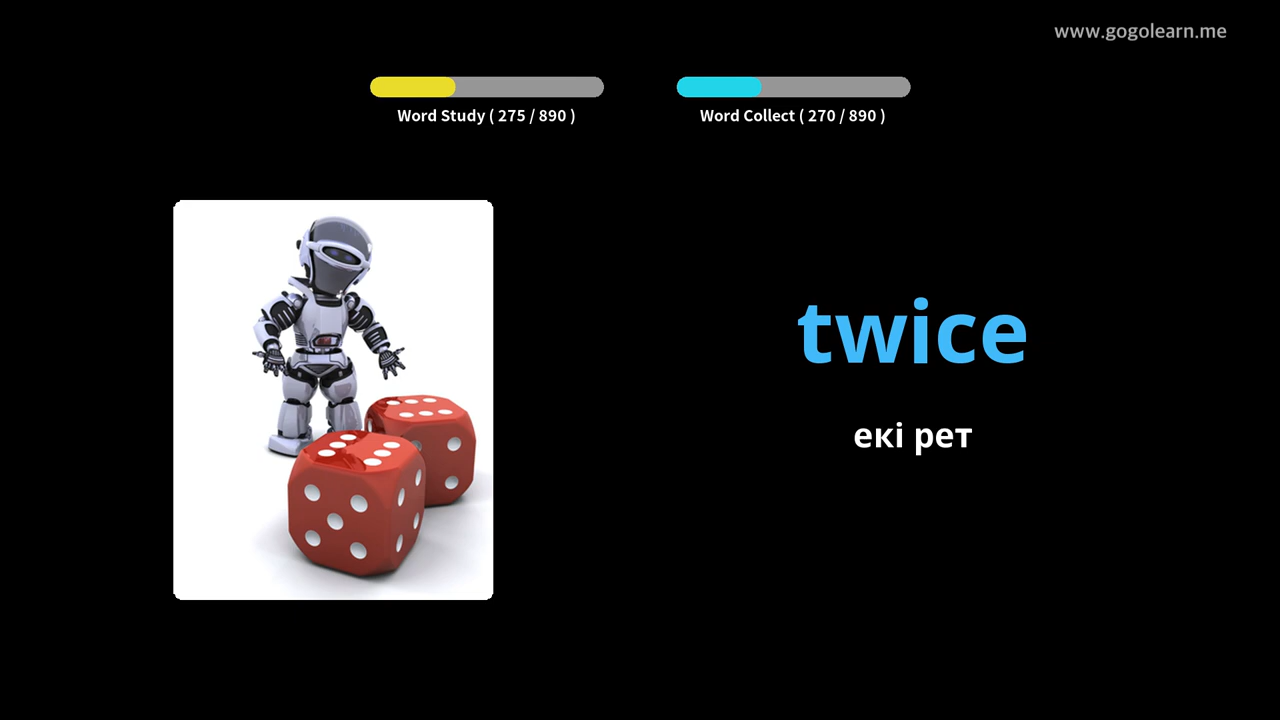 www.gogolearn.me
Word Study ( 275 / 890 )
Word Collect ( 270 / 890 )
twice
екі рет